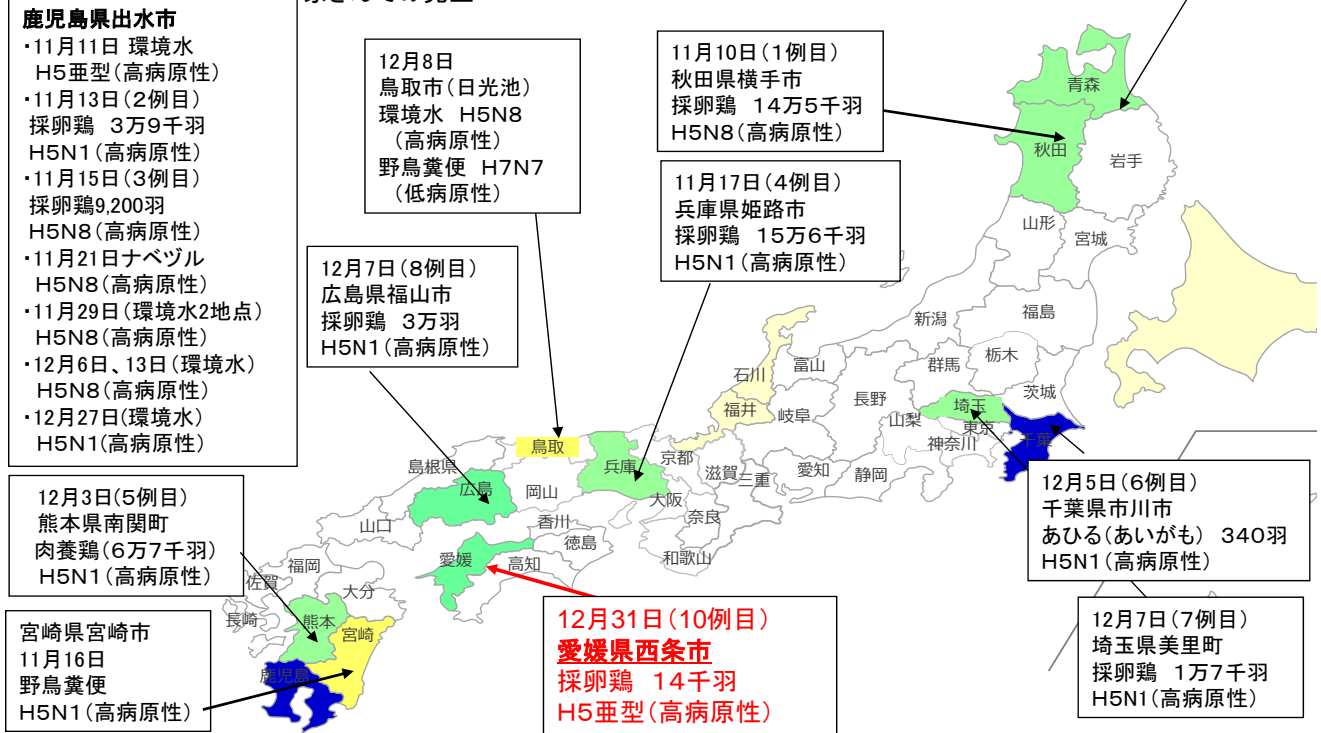 鹿児島県出水市
・11月11日 環境水
H5亜型（高病原性）
・11月13日（２例目）
採卵鶏 ３万９千羽
H5N1（高病原性）
・11月15日（３例目）
採卵鶏9,200羽
H5N8（高病原性）
・11月21日ナベヅル
H5N8（高病原性）
・11月29日（環境水2地点）
H5N8（高病原性）
・12月6日、13日（環境水）
H5N8（高病原性）
・12月27日（環境水）
H5N1（高病原性）
12月8日
鳥取市（日光池）
環境水 H5N8
（高病原性）
野鳥糞便 H7N7
（低病原性）
11月10日（１例目）
秋田県横手市
採卵鶏 14万５千羽
H5N8（高病原性）
11月17日（４例目）
兵庫県姫路市
採卵鶏 15万６千羽
H5N1（高病原性）
12月7日（８例目）
広島県福山市
採卵鶏 ３万羽
H5N1（高病原性）
12月3日（５例目）
熊本県南関町
肉養鶏（６万７千羽）
H5N1（高病原性）
宮崎県宮崎市
11月16日
野鳥糞便
H5N1（高病原性）
12月31日（10例目）
愛媛県西条市
採卵鶏 １４千羽
H5亜型（高病原性）
12月5日（６例目）
千葉県市川市
あひる（あいがも） 340羽
H5N1（高病原性）
12月7日（７例目）
埼玉県美里町
採卵鶏 １万７千羽
H5N1（高病原性）
青森
秋田
岩手
山形
宮城
新潟
福島
富山
群馬
栃木
石川
茨城
福井
岐阜
長野
山梨
埼玉
東京
神奈川
千葉
鳥取
島根県
兵庫
京都
滋賀
三重
愛知
静岡
広島
岡山
大阪
奈良
山口
香川
徳島
和歌山
愛媛
高知
福岡
佐賀
大分
長崎
熊本
宮崎
鹿児島